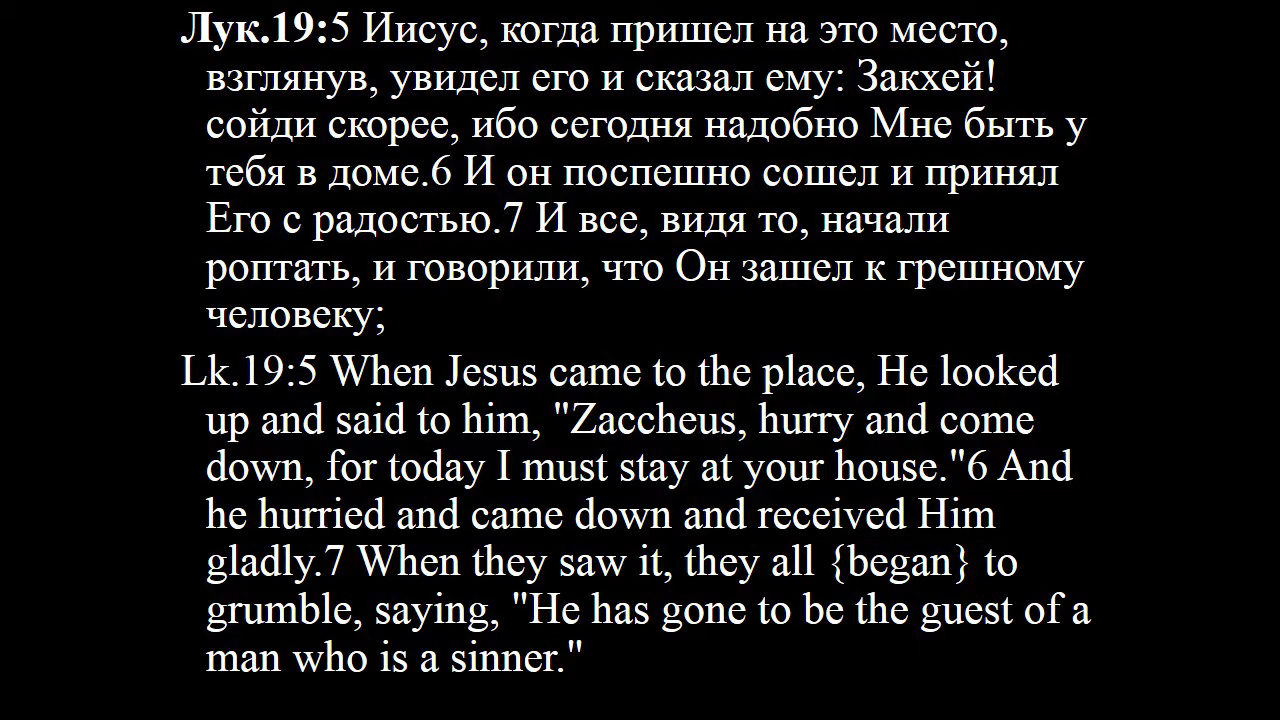 Лук.19:5 Иисус, когда пришел на это место,
взглянув, увидел его и сказал ему: Закхей!
сойди скорее, ибо сегодня надобно Мне быть у
тебя в доме.6 И он поспешно сошел и принял
Его с радостью.7 И все, видя то, начали
роптать, и говорили, что Он зашел к грешному
человеку;
Lk.19:5 When Jesus came to the place, He looked
up and said to him, "Zaccheus, hurry and come
down, for today I must stay at your house."6 And
he hurried and came down and received Him
gladly.7 When they saw it, they all {began} to
grumble, saying, "He has gone to be the guest of a
man who is a sinner."